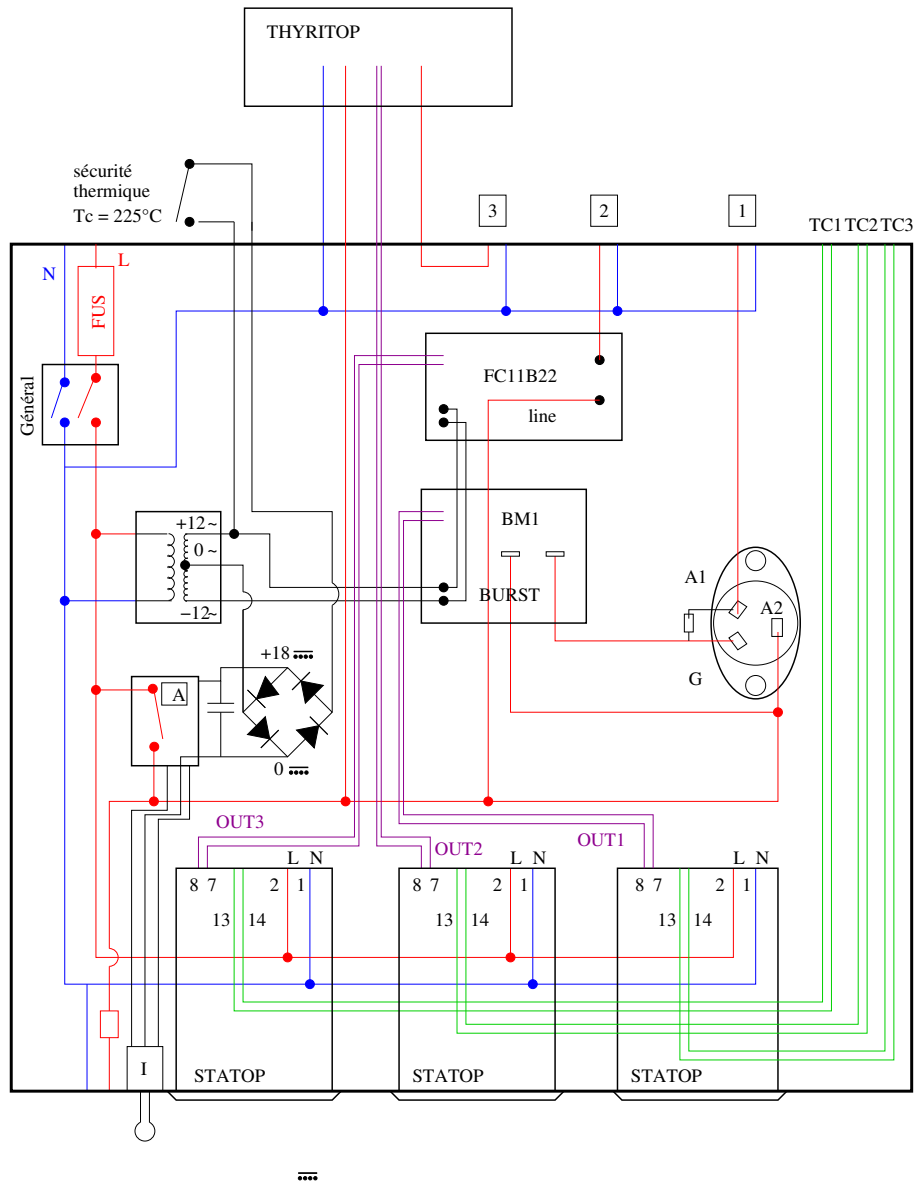 THYRITOP
sécurité
thermique
Tc = 225°C
3
2
1
TC1 TC2 TC3
N
L
FUS
Général
FC11B22
line
+12~
0 ~
−12~
BM1
BURST
A1
A2
G
+18
A
0
OUT3
OUT2
OUT1
L N
L N
L N
8 7 2 1
8 7 2 1
8 7 2 1
13 14
13 14
13 14
I
STATOP
STATOP
STATOP